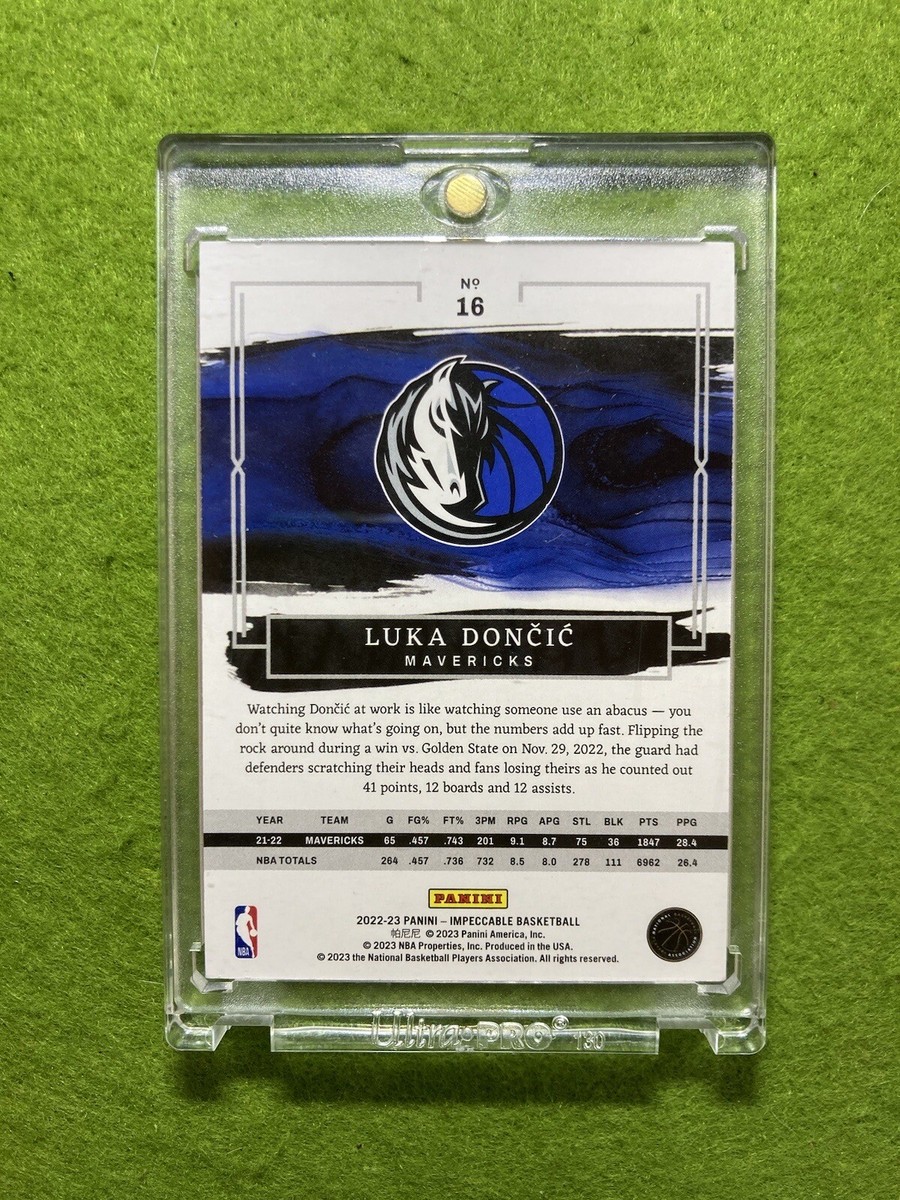 Nº
16
LUKA DONČIĆ
MAVERICKS
Watching Dončić at work is like watching someone use an abacus — you
don't quite know what's going on, but the numbers add up fast. Flipping the
rock around during a win vs. Golden State on Nov. 29, 2022, the guard had
defenders scratching their heads and fans losing theirs as he counted out
41 points, 12 boards and 12 assists.
YEAR TEAM G FG% FT% 3PM RPG APG STL BLK PTS PPG
21-22 MAVERICKS 65 .457 .743 201 9.1 8.7 75 36 1847 28.4
NBA TOTALS 264 .457 .736 732 8.5 8.0 278 111 6962 26.4
PANINI
2022-23 PANINI – IMPECCABLE BASKETBALL
帕尼尼 © 2023 Panini America, Inc.
© 2023 NBA Properties, Inc. Produced in the USA.
© 2023 the National Basketball Players Association. All rights reserved.
NBA
NATIONAL BASKETBALL ASSOCIATION
Ultra·PRO© 130